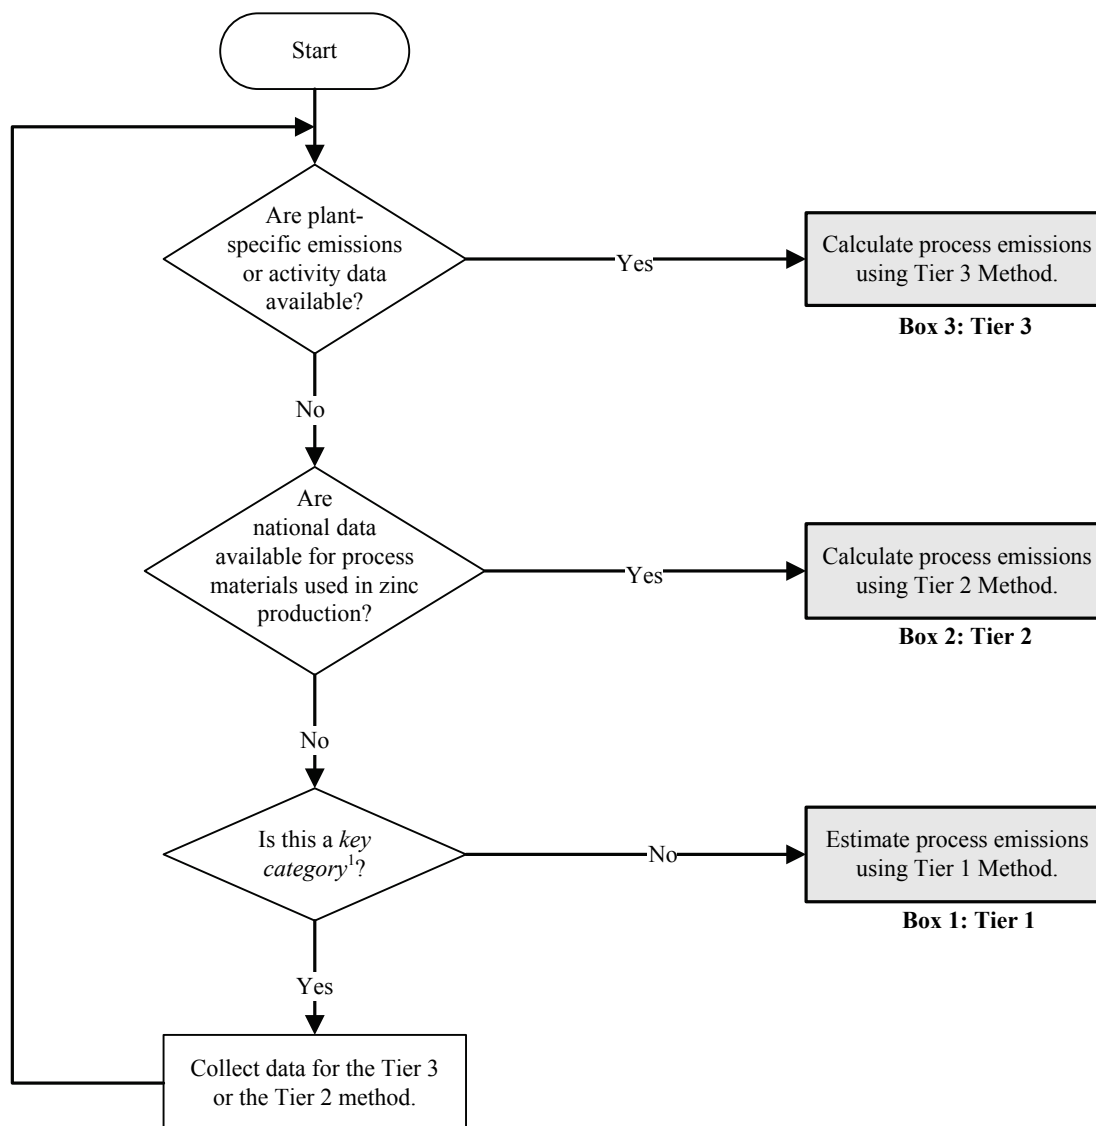 Start
Are plant-
specific emissions
or activity data
available?
Yes
Calculate process emissions
using Tier 3 Method.
Box 3: Tier 3
No
Are
national data
available for process
materials used in zinc
production?
Yes
Calculate process emissions
using Tier 2 Method.
Box 2: Tier 2
No
Is this a key
category¹?
No
Estimate process emissions
using Tier 1 Method.
Box 1: Tier 1
Yes
Collect data for the Tier 3
or the Tier 2 method.